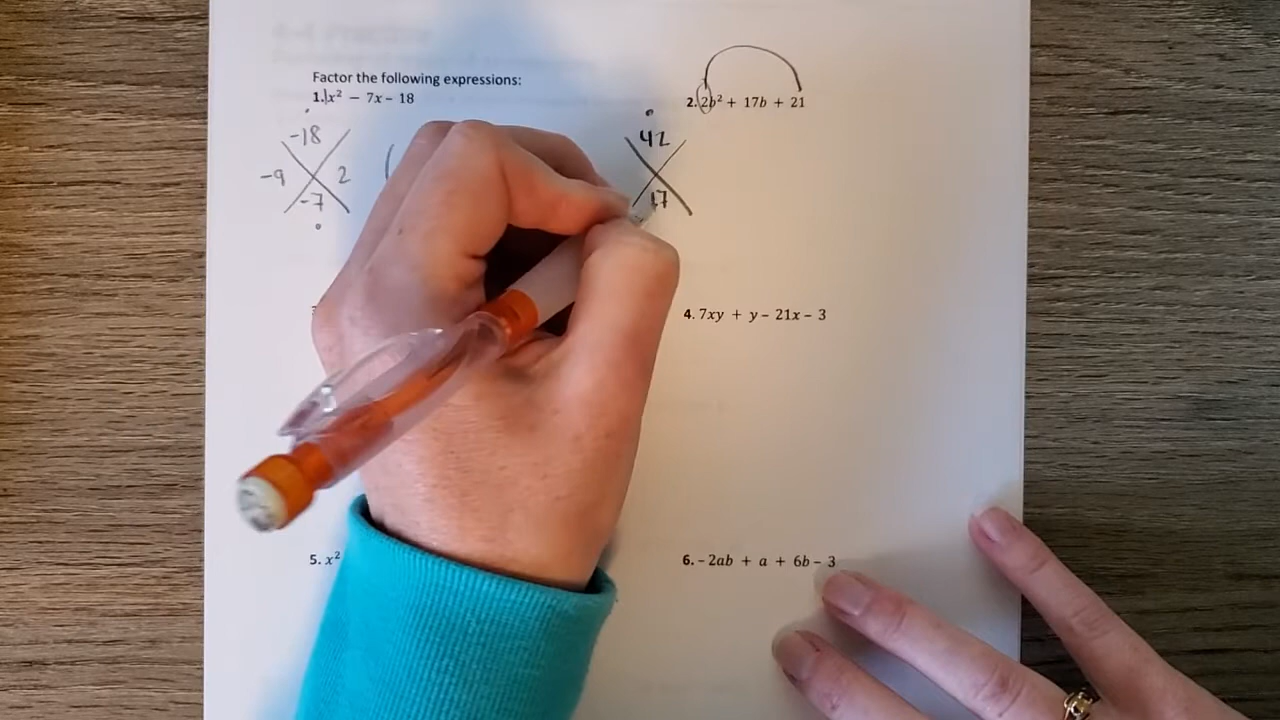 Factor the following expressions:
1. x² − 7x − 18
2. 2b² + 17b + 21
-18
-9 2
-7
(
42
17
4. 7xy + y − 21x − 3
5. x²
6. − 2ab + a + 6b − 3